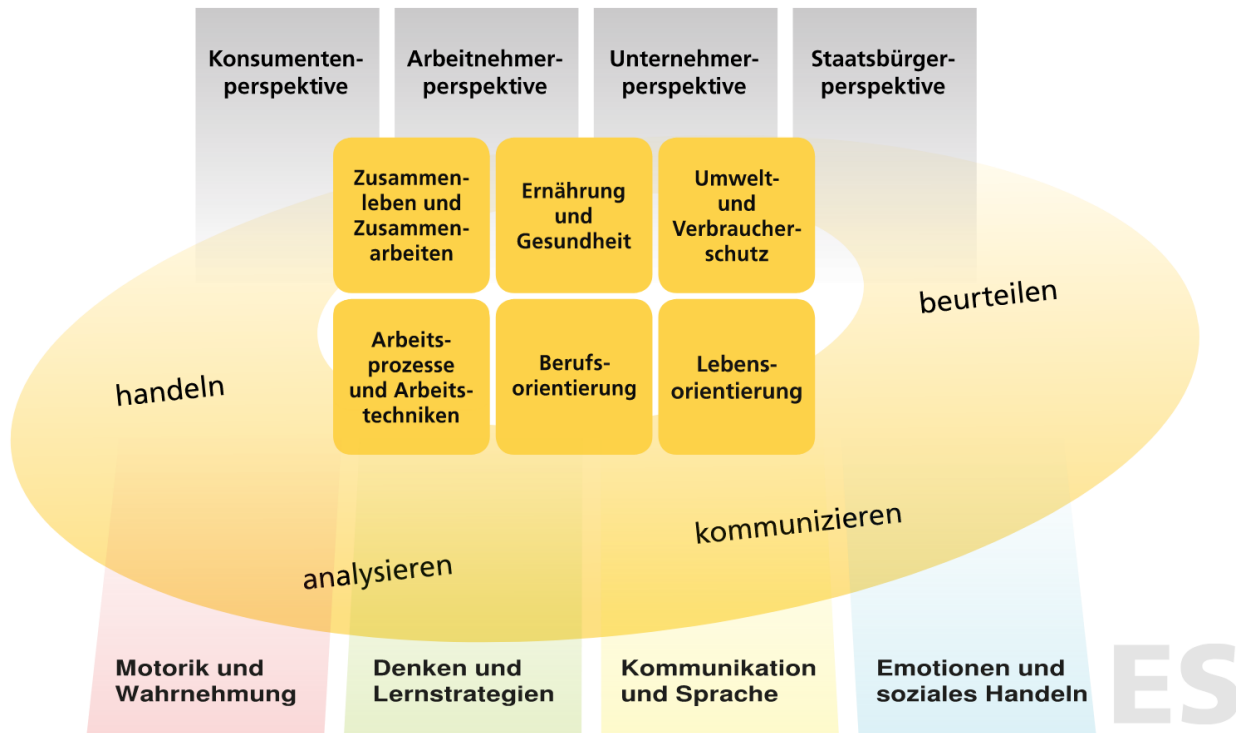 Konsumenten-
perspektive
Arbeitnehmer-
perspektive
Unternehmer-
perspektive
Staatsbürger-
perspektive
Zusammen-
leben und
Zusammen-
arbeiten
Ernährung
und
Gesundheit
Umwelt-
und
Verbraucher-
schutz
Arbeits-
prozesse
und Arbeits-
techniken
Berufs-
orientierung
Lebens-
orientierung
handeln
analysieren
kommunizieren
beurteilen
Motorik und
Wahrnehmung
Denken und
Lernstrategien
Kommunikation
und Sprache
Emotionen und
soziales Handeln
ES